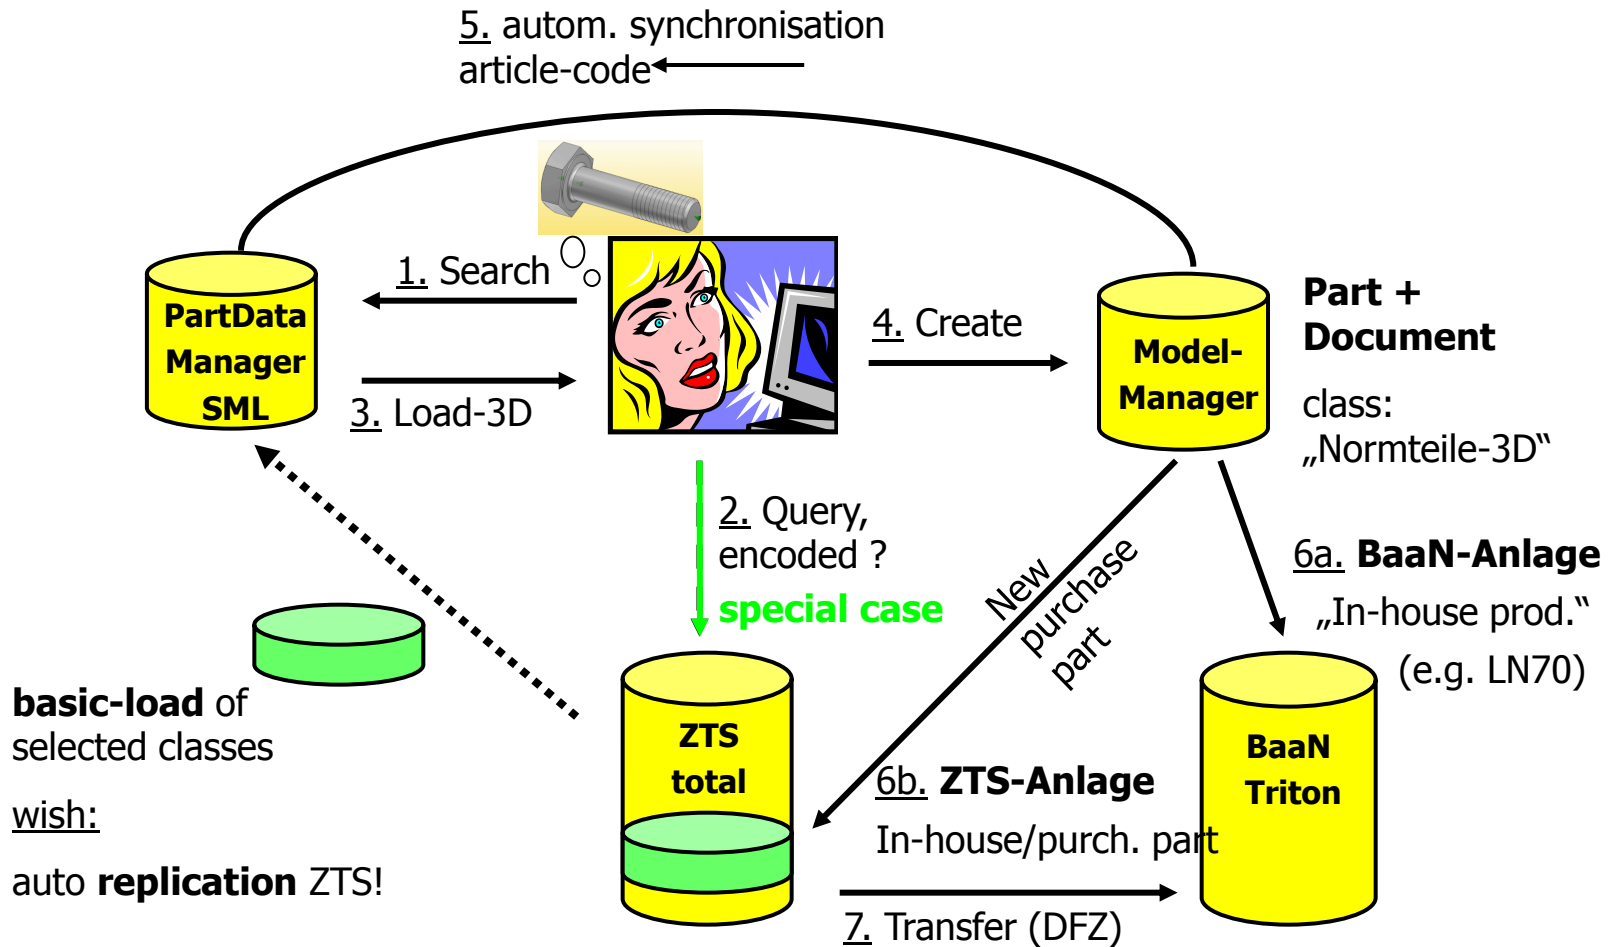 5. autom. synchronisation
article-code
1. Search
3. Load-3D
PartData
Manager
SML
4. Create
Model-
Manager
Part +
Document
class:
„Normteile-3D“
2. Query,
encoded ?
special case
New
purchase
part
6a. BaaN-Anlage
„In-house prod.“
(e.g. LN70)
basic-load of
selected classes
wish:
auto replication ZTS!
ZTS
total
6b. ZTS-Anlage
In-house/purch. part
7. Transfer (DFZ)
BaaN
Triton